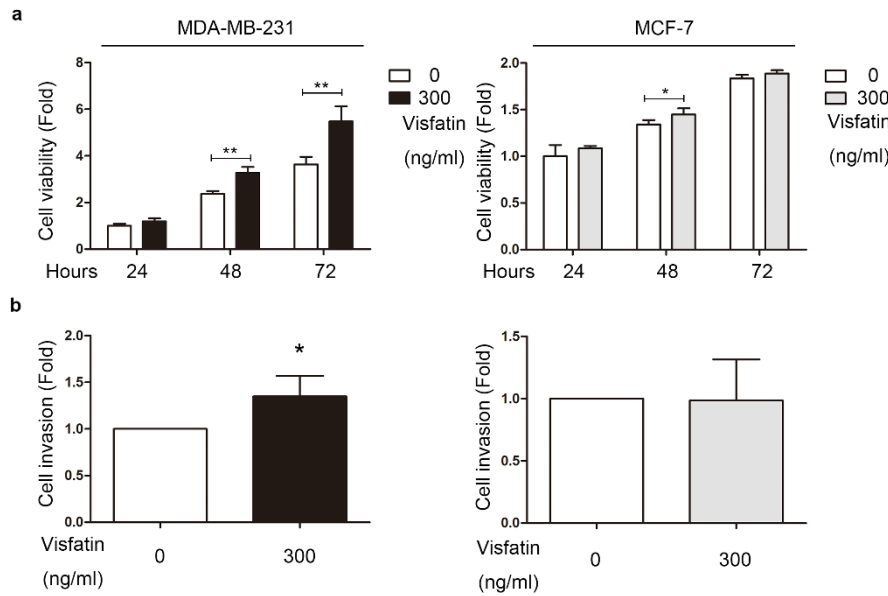 a
MDA-MB-231
Cell viability (Fold)
8
6
4
2
0
**
**
0
300
Visfatin
(ng/ml)
Hours 24 48 72
MCF-7
Cell viability (Fold)
2.0
1.5
1.0
0.5
0.0
*
0
300
Visfatin
(ng/ml)
Hours 24 48 72
b
Cell invasion (Fold)
2.0
1.5
1.0
0.5
0.0
*
Visfatin
(ng/ml)
0 300
Cell invasion (Fold)
1.5
1.0
0.5
0.0
Visfatin
(ng/ml)
0 300